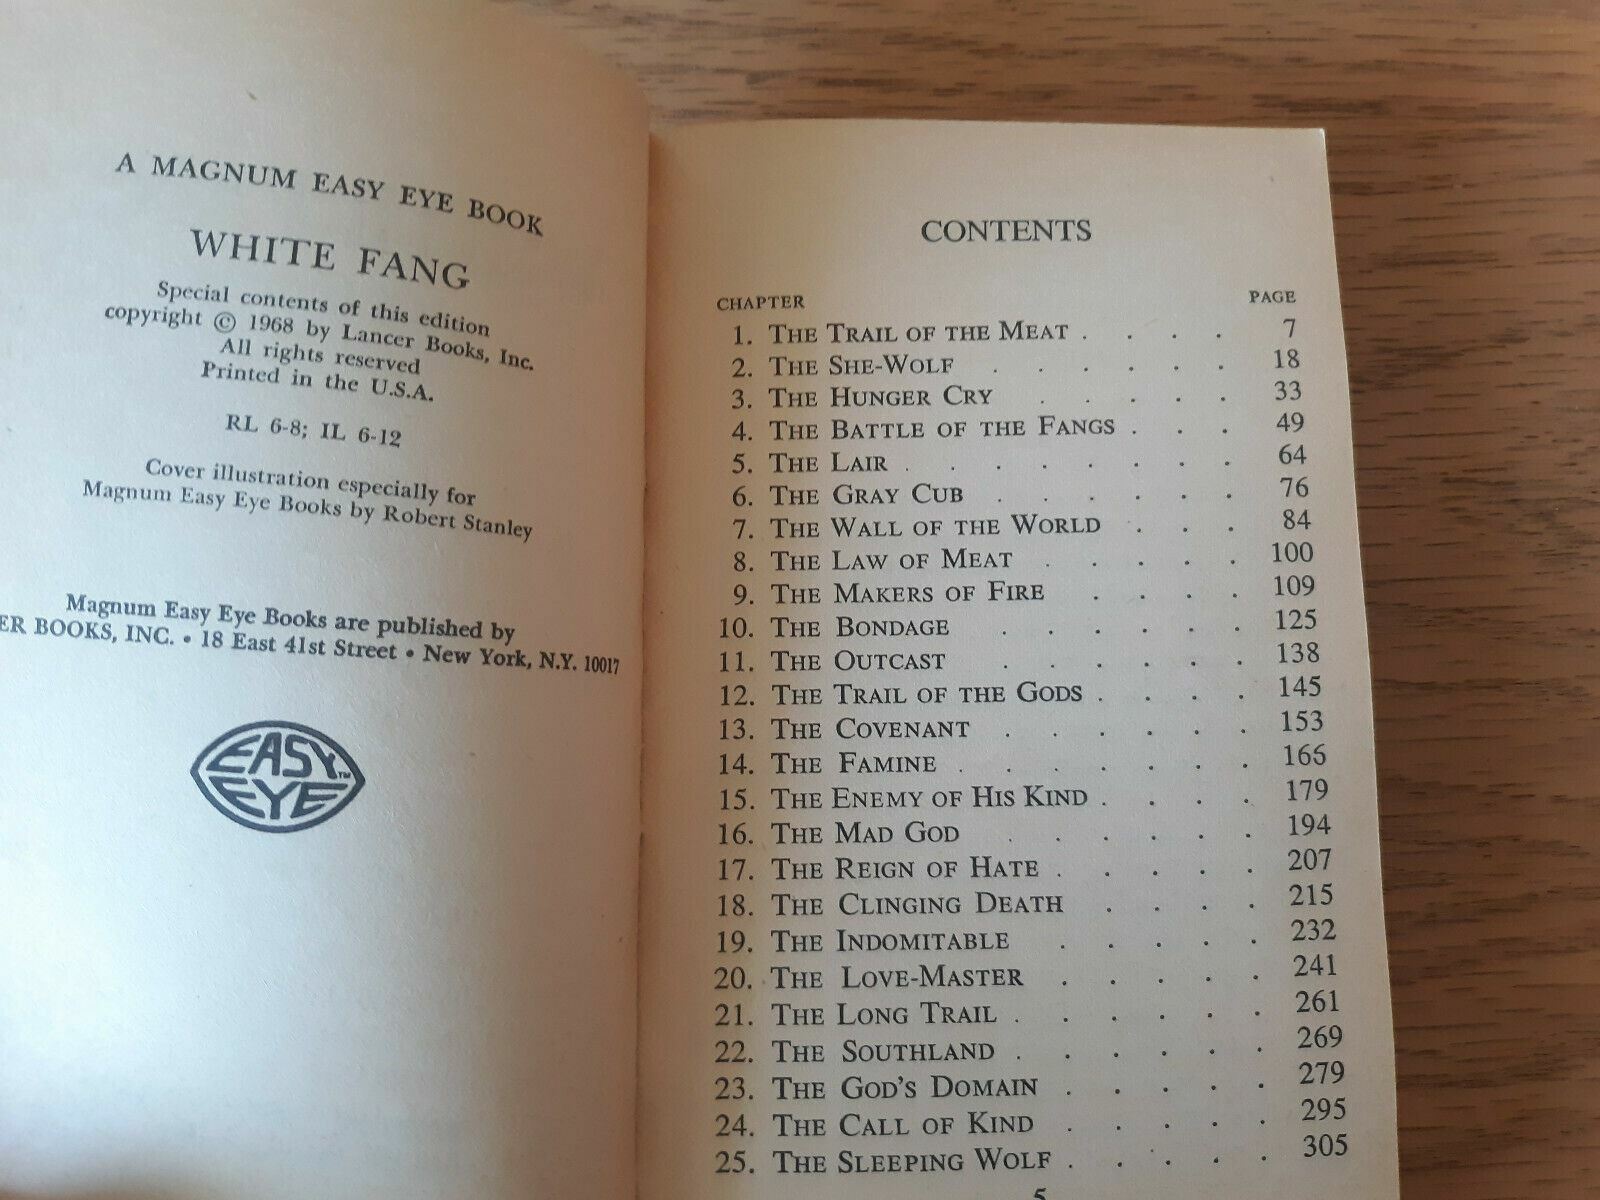 A MAGNUM EASY EYE BOOK
WHITE FANG
Special contents of this edition
copyright © 1968 by Lancer Books, Inc.
All rights reserved
Printed in the U.S.A.
RL 6-8; IL 6-12
Cover illustration especially for
Magnum Easy Eye Books by Robert Stanley
Magnum Easy Eye Books are published by
ER BOOKS, INC. • 18 East 41st Street • New York, N.Y. 10017
EASY
EYE™
CONTENTS
CHAPTER PAGE
1. THE TRAIL OF THE MEAT . . . . 7
2. THE SHE-WOLF . . . . . . 18
3. THE HUNGER CRY . . . . . 33
4. THE BATTLE OF THE FANGS . . . 49
5. THE LAIR . . . . . . . . 64
6. THE GRAY CUB . . . . . . 76
7. THE WALL OF THE WORLD . . . 84
8. THE LAW OF MEAT . . . . . 100
9. THE MAKERS OF FIRE . . . . 109
10. THE BONDAGE . . . . . . 125
11. THE OUTCAST . . . . . . 138
12. THE TRAIL OF THE GODS . . . . 145
13. THE COVENANT . . . . . . 153
14. THE FAMINE . . . . . . . 166
15. THE ENEMY OF HIS KIND . . . . 179
16. THE MAD GOD . . . . . . 194
17. THE REIGN OF HATE . . . . . 207
18. THE CLINGING DEATH . . . . 215
19. THE INDOMITABLE . . . . . 232
20. THE LOVE-MASTER . . . . . 241
21. THE LONG TRAIL . . . . . . 261
22. THE SOUTHLAND . . . . . . 269
23. THE GOD'S DOMAIN . . . . . 279
24. THE CALL OF KIND . . . . . 295
25. THE SLEEPING WOLF . . . . . 305
5